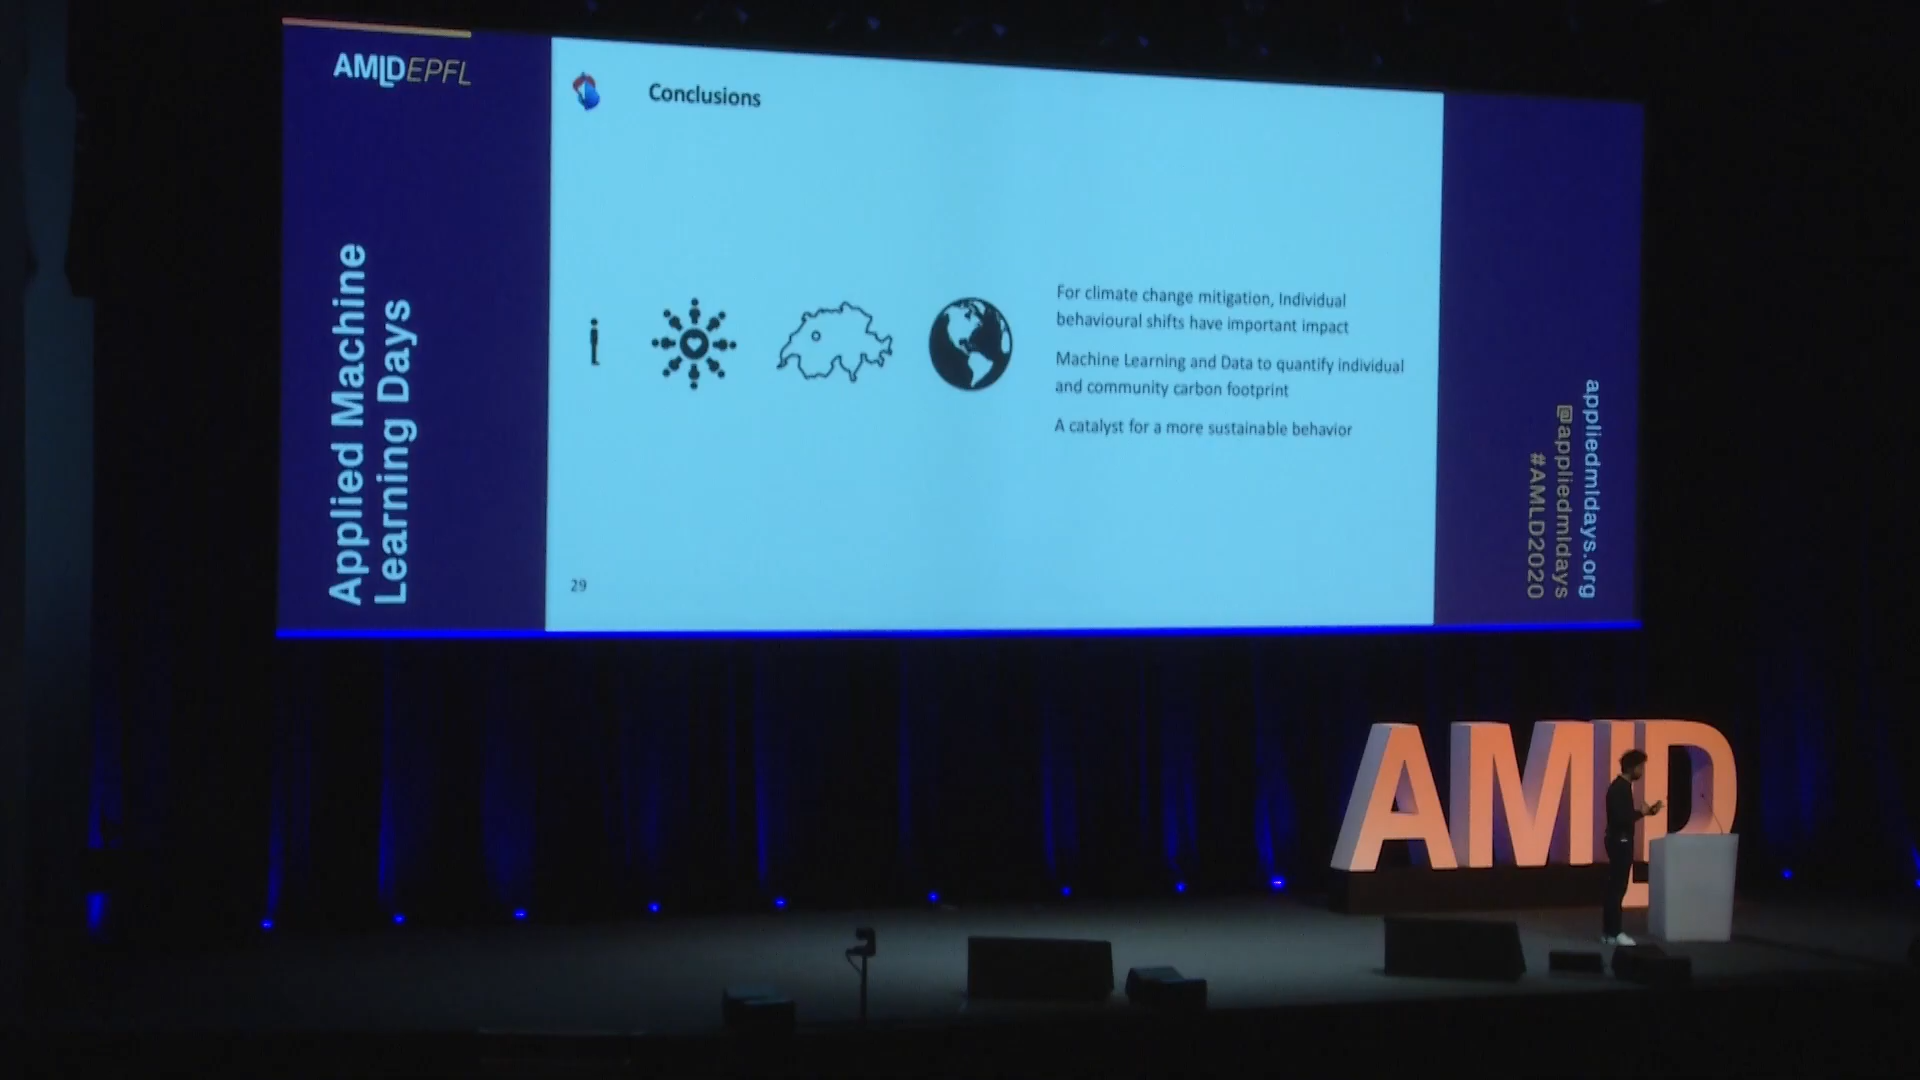 AMLDEPFL
Applied Machine
Learning Days
Conclusions
For climate change mitigation, Individual
behavioural shifts have important impact
Machine Learning and Data to quantify individual
and community carbon footprint
A catalyst for a more sustainable behavior
29
appliedmldays.org
@appliedmldays
#AMLD2020
AMLD